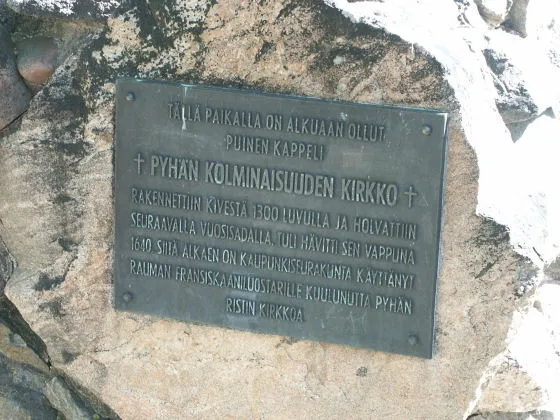 TÄLLÄ PAIKALLA ON ALKUAAN OLLUT
PUINEN KAPPELI
† PYHÄN KOLMINAISUUDEN KIRKKO †
RAKENNETTIIN KIVESTÄ 1300 LUVULLA JA HOLVATTIIN
SEURAAVALLA VUOSISADALLA. TULI HÄVITTI SEN VAPPUNA
1640. SIITÄ ALKAEN ON KAUPUNKISEURAKUNTA KÄYTTÄNYT
RAUMAN FRANSISKAANILUOSTARILLE KUULUNUTTA PYHÄN
RISTIN KIRKKOA